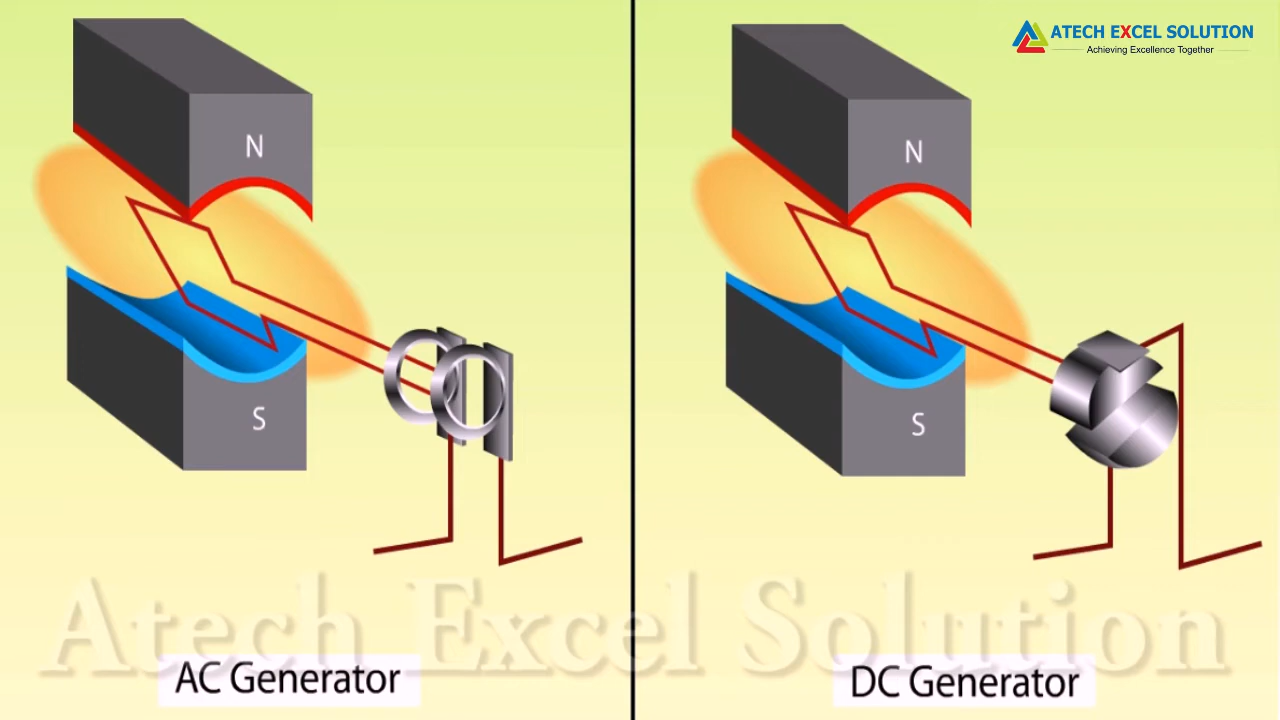 ATECH EXCEL SOLUTION
Achieving Excellence Together
N
S
N
S
Atech Excel Solution
AC Generator
DC Generator